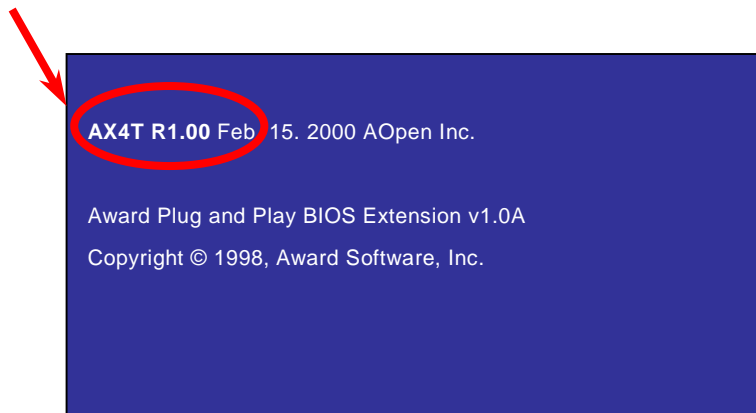 AX4T R1.00 Feb. 15. 2000 AOpen Inc.
Award Plug and Play BIOS Extension v1.0A
Copyright © 1998, Award Software, Inc.